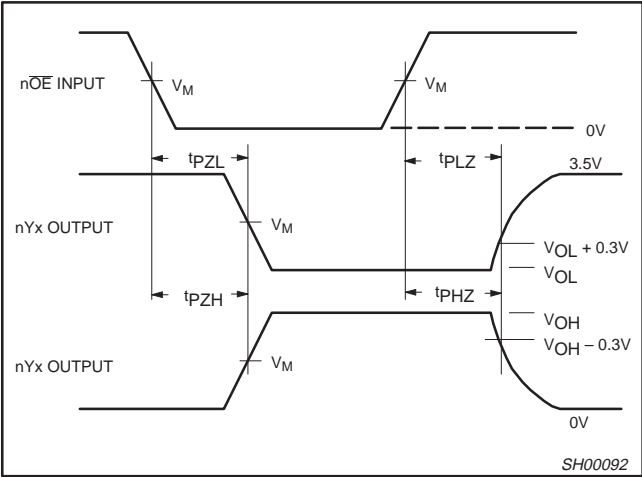 nOE INPUT
VM
VM
0V
tPZL
tPLZ
3.5V
nYx OUTPUT
VM
VOL + 0.3V
VOL
tPZH
tPHZ
VOH
VOH – 0.3V
nYx OUTPUT
VM
0V
SH00092